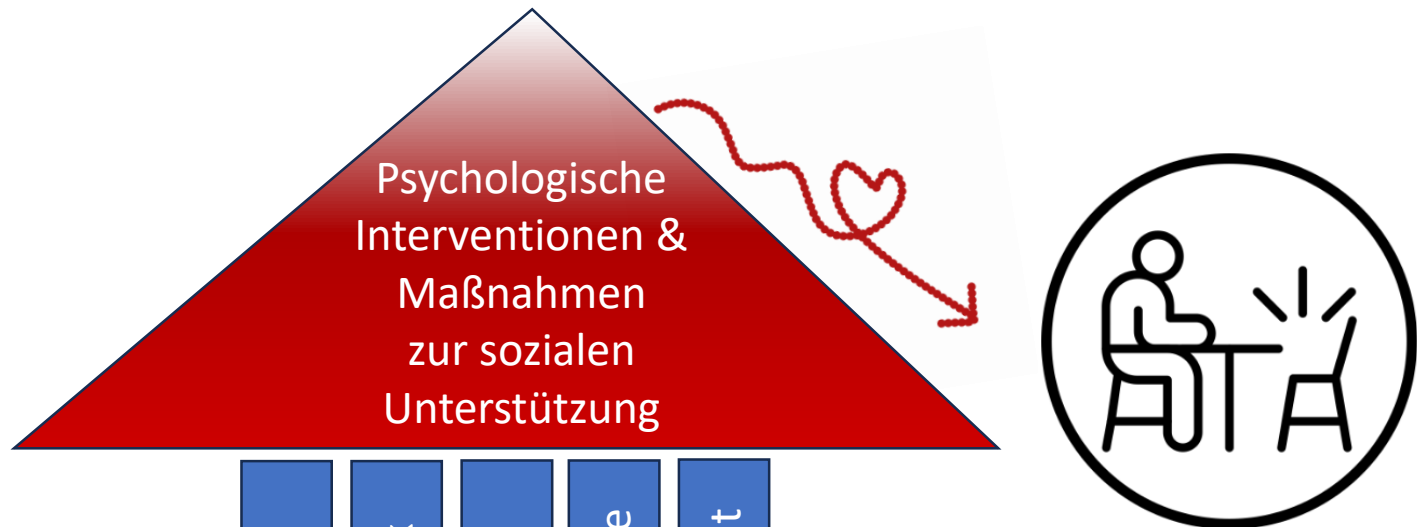 Psychologische
Interventionen &
Maßnahmen
zur sozialen
Unterstützung